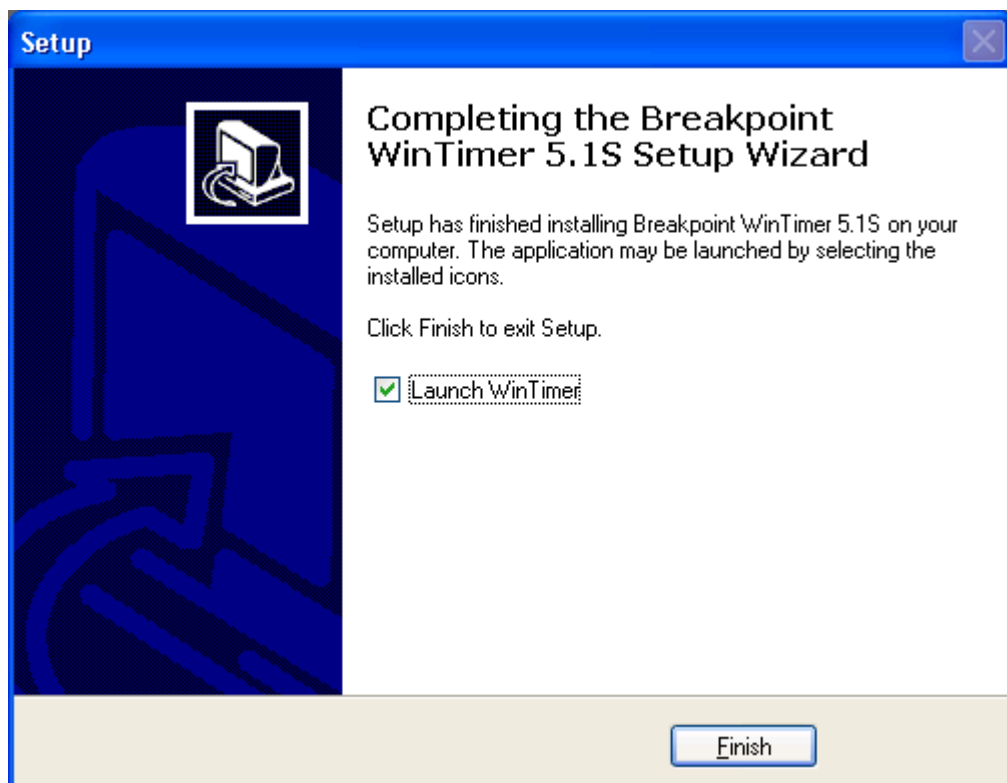 Setup
Completing the Breakpoint
WinTimer 5.1S Setup Wizard
Setup has finished installing Breakpoint WinTimer 5.1S on your
computer. The application may be launched by selecting the
installed icons.
Click Finish to exit Setup.
Launch WinTimer
Finish